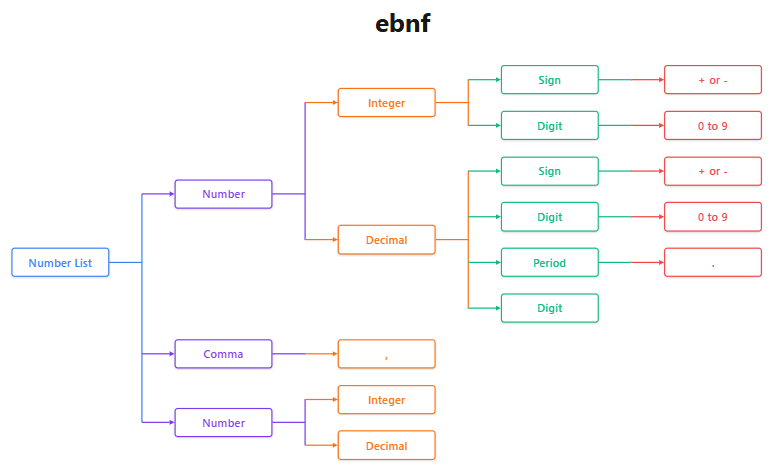 ebnf
Number List
Number
Integer
Sign
+ or -
Digit
0 to 9
Decimal
Sign
+ or -
Digit
0 to 9
Period
.
Digit
Comma
,
Number
Integer
Decimal